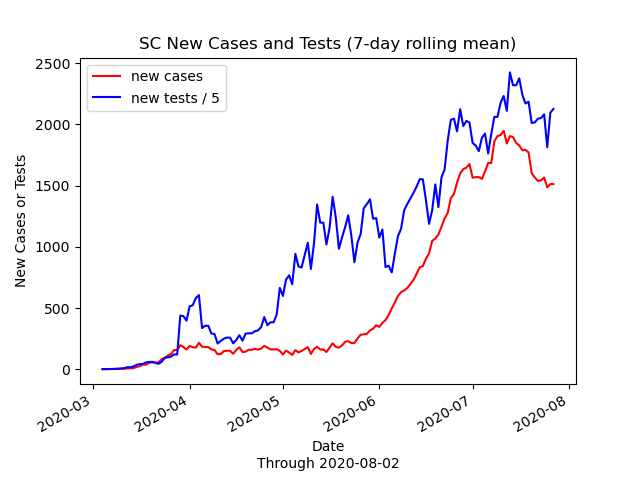 SC New Cases and Tests (7-day rolling mean)
new cases
new tests / 5
2500
2000
1500
1000
500
0
New Cases or Tests
2020-03
2020-04
2020-05
2020-06
2020-07
2020-08
Date
Through 2020-08-02